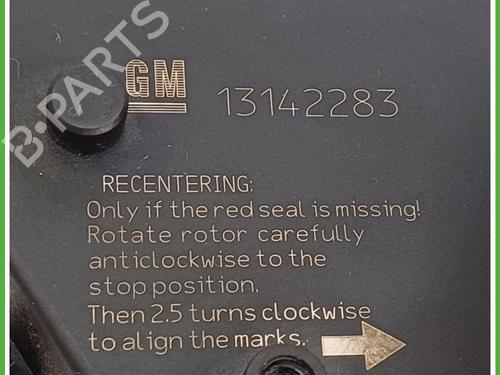 GM
13142283
B-PARTS
RECENTERING:
Only if the red seal is missing!
Rotate rotor carefully
anticlockwise to the
stop position.
Then 2.5 turns clockwise
to align the marks.